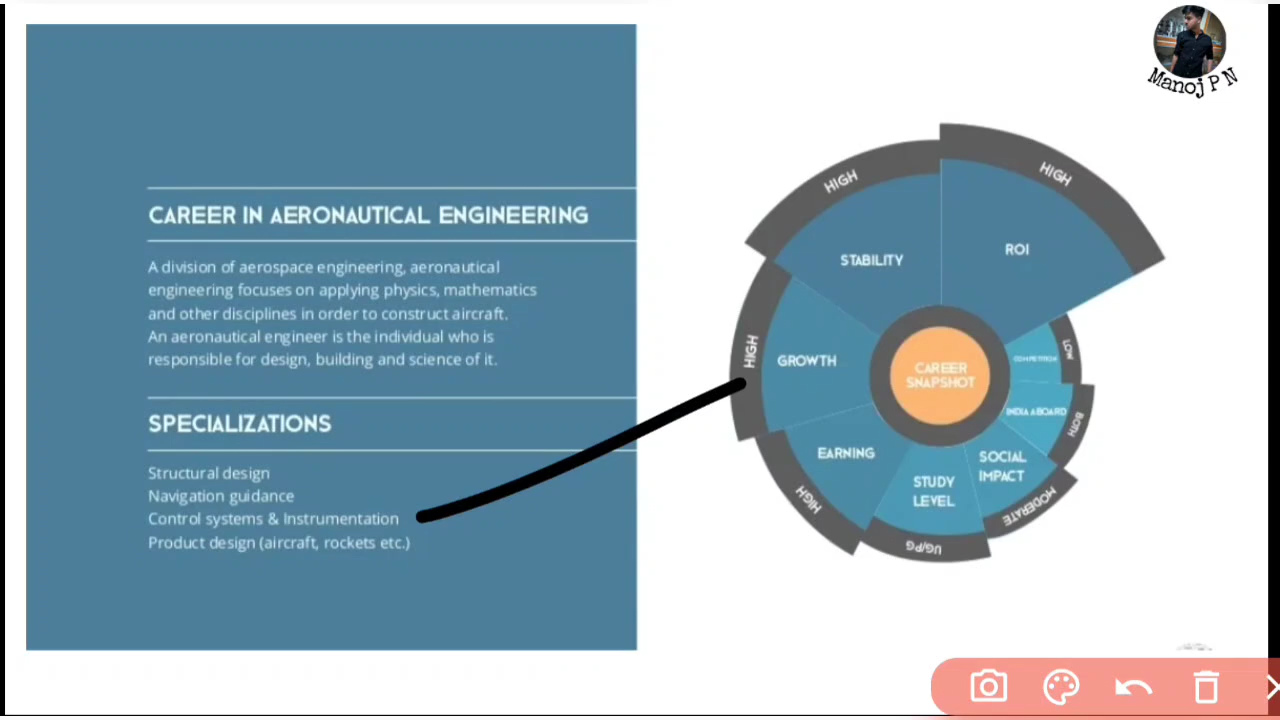 Manoj P N
CAREER IN AERONAUTICAL ENGINEERING
A division of aerospace engineering, aeronautical
engineering focuses on applying physics, mathematics
and other disciplines in order to construct aircraft.
An aeronautical engineer is the individual who is
responsible for design, building and science of it.
SPECIALIZATIONS
Structural design
Navigation guidance
Control systems & Instrumentation
Product design (aircraft, rockets etc.)
CAREER
SNAPSHOT
ROI
HIGH
COMPETITION
LOW
INDIA ABOARD
BOTH
SOCIAL
IMPACT
MODERATE
STUDY
LEVEL
UG/PG
EARNING
HIGH
GROWTH
HIGH
STABILITY
HIGH